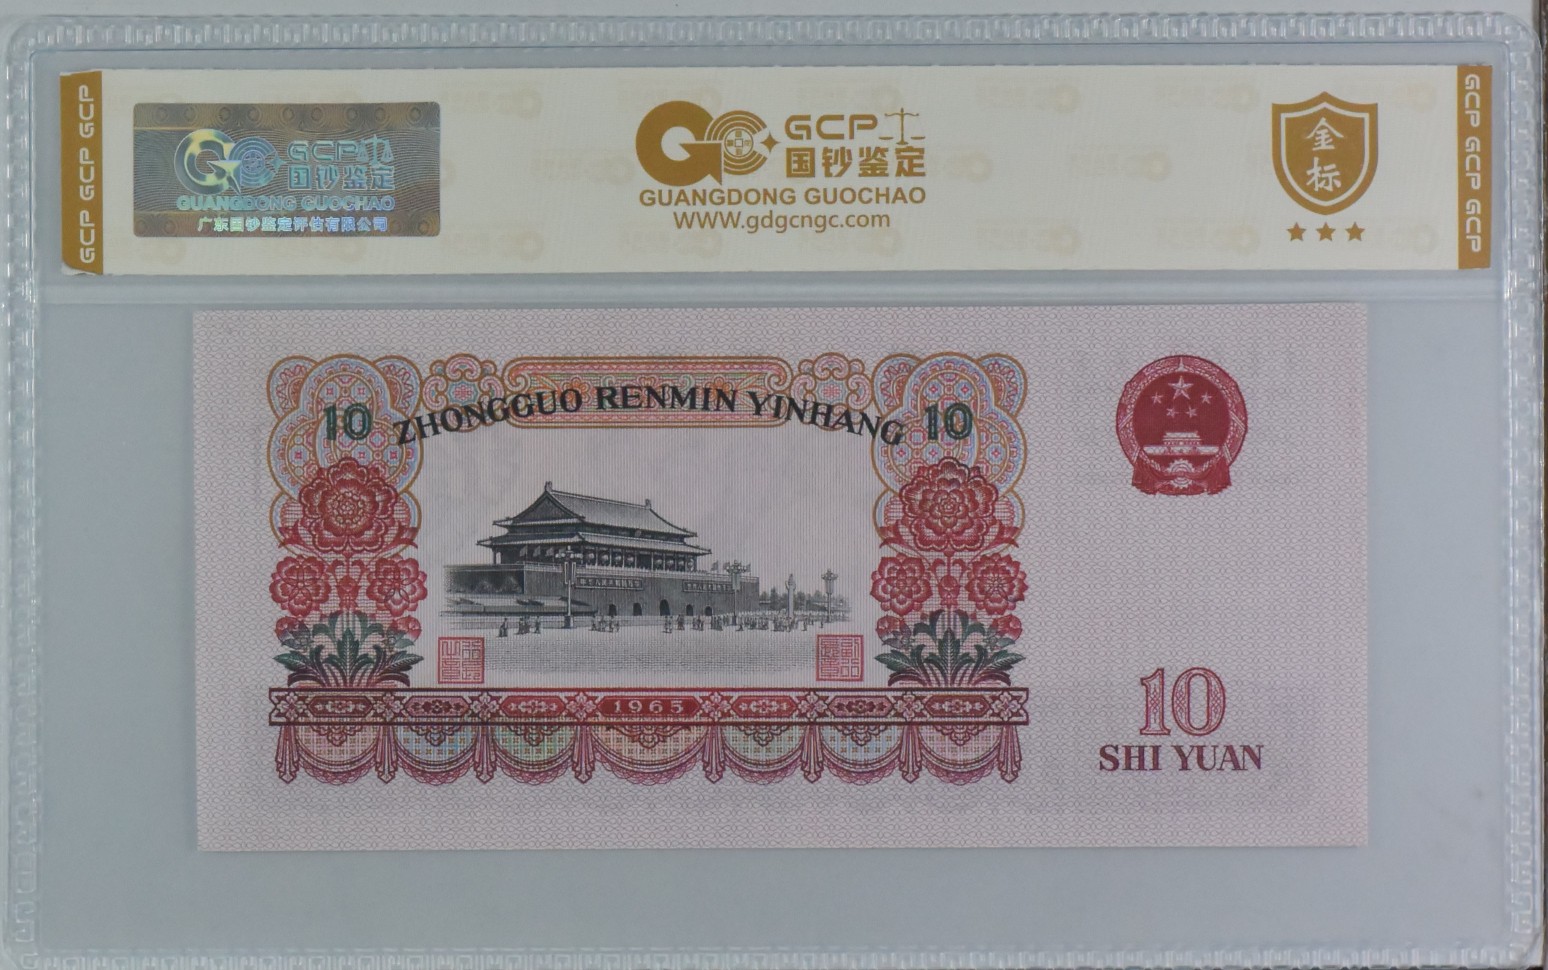 GCP GCP GCP
GCP
国钞鉴定
GUANGDONG GUOCHAO
广东国钞鉴定评估有限公司
GCP
国钞鉴定
GUANGDONG GUOCHAO
WWW.gdgcngc.com
金标
GCP GCP GCP
10 ZHONGGUO RENMIN YINHANG 10
1965
10
SHI YUAN